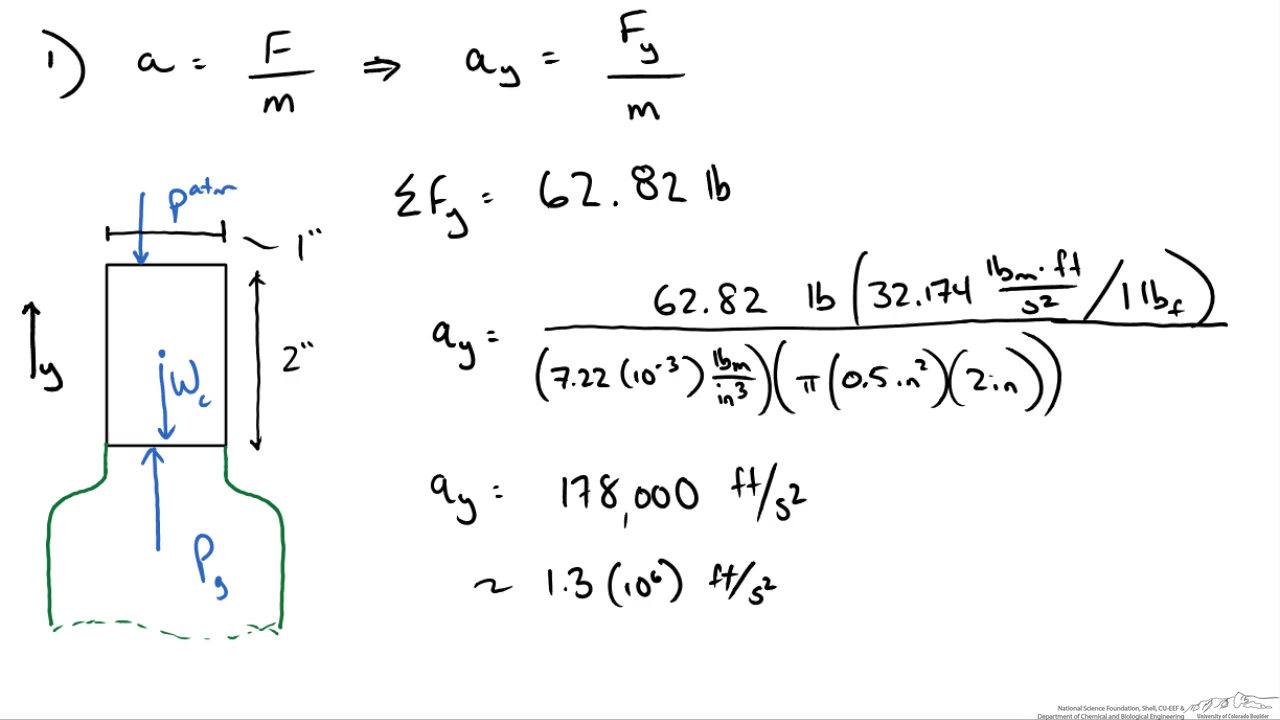 1) a = F/m ⇒ a_y = F_y/m
ΣF_y = 62.82 lb
p^atm
~ 1"
y
2"
W_c
P_g
a_y = 62.82 lb (32.174 lb_m·ft/s² / 1 lb_f) / (7.22 (10^-3) lb_m/in³)(π(0.5 in²)(2 in))
a_y = 178,000 ft/s²
~ 1.3 (10⁶) ft/s²
National Science Foundation, Shell, CU-EEF &
Department of Chemical and Biological Engineering
University of Colorado Boulder